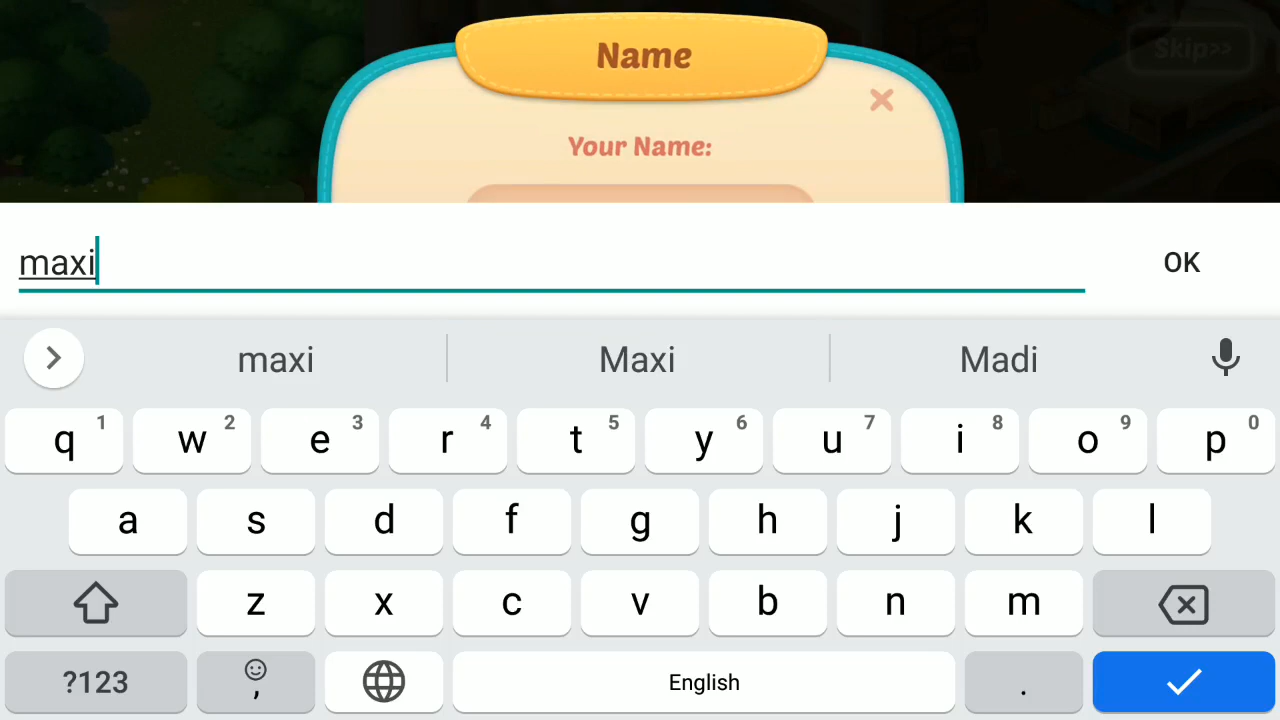 Name
Skip>>
Your Name:
maxi
OK
maxi Maxi Madi
q 1 w 2 e 3 r 4 t 5 y 6 u 7 i 8 o 9 p 0
a s d f g h j k l
z x c v b n m
?123 , English .